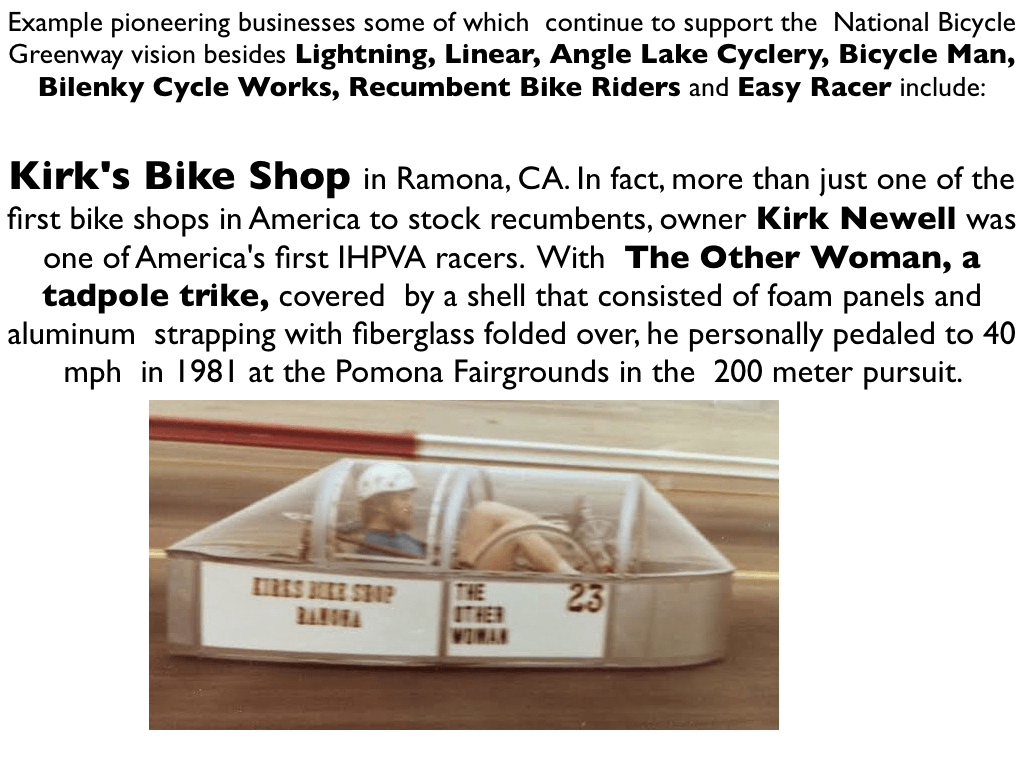 Example pioneering businesses some of which continue to support the National Bicycle
Greenway vision besides Lightning, Linear, Angle Lake Cyclery, Bicycle Man,
Bilenky Cycle Works, Recumbent Bike Riders and Easy Racer include:
Kirk's Bike Shop in Ramona, CA. In fact, more than just one of the
first bike shops in America to stock recumbents, owner Kirk Newell was
one of America's first IHPVA racers. With The Other Woman, a
tadpole trike, covered by a shell that consisted of foam panels and
aluminum strapping with fiberglass folded over, he personally pedaled to 40
mph in 1981 at the Pomona Fairgrounds in the 200 meter pursuit.
KIRKS BIKE SHOP
RAMONA
THE
OTHER
WOMAN
23